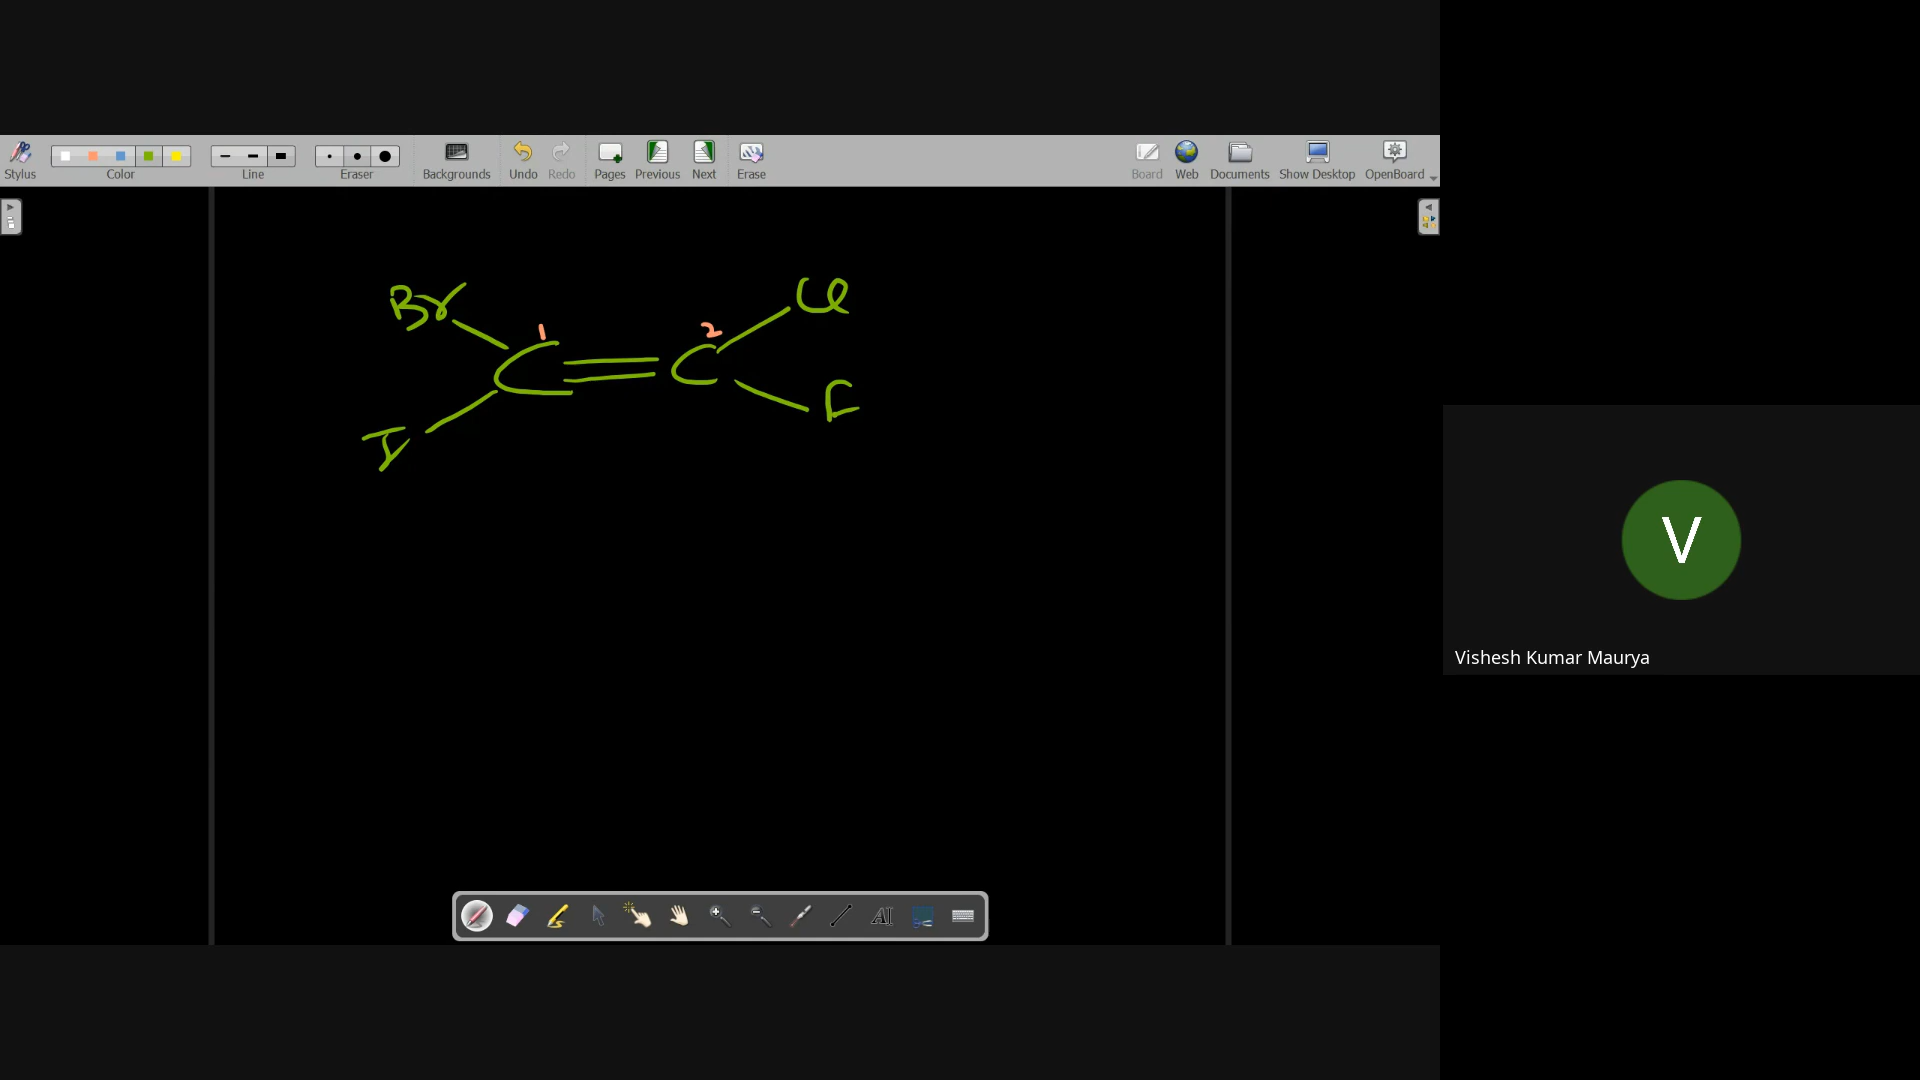 Stylus Color Line Eraser Backgrounds Undo Redo Pages Previous Next Erase Board Web Documents Show Desktop OpenBoard
Br Cl
1 2
C C
I F
V
Vishesh Kumar Maurya
AI